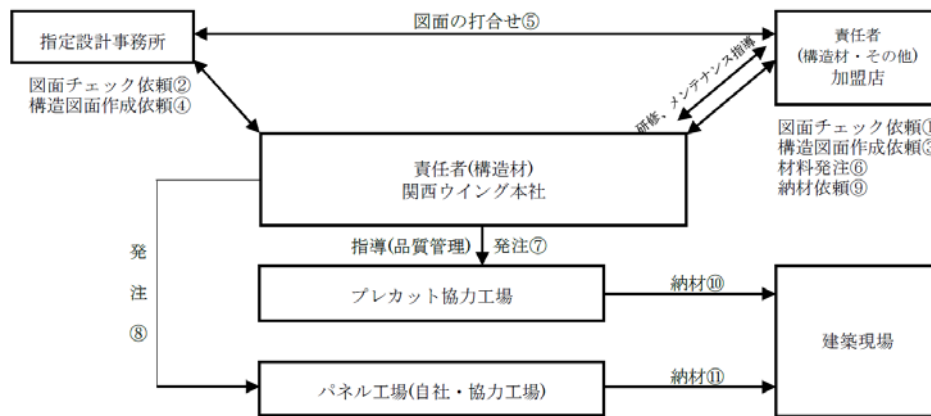 図面の打合せ⑤
指定設計事務所
責任者
(構造材・その他)
加盟店
図面チェック依頼②
構造図面作成依頼④
研修、メンテナンス指導
図面チェック依頼①
構造図面作成依頼③
材料発注⑥
納材依頼⑨
責任者(構造材)
関西ウイング本社
発注⑧
指導(品質管理)
発注⑦
プレカット協力工場
納材⑩
建築現場
パネル工場(自社・協力工場)
納材⑪